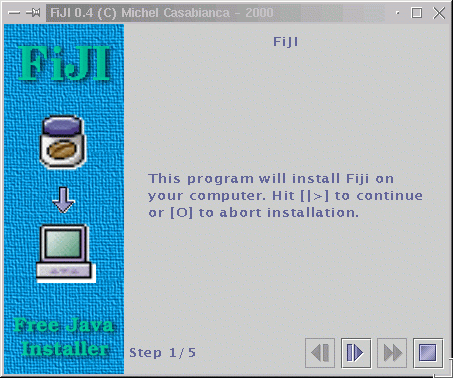 FiJI 0.4 (C) Michel Casabianca - 2000
FiJI
FiJI
This program will install Fiji on
your computer. Hit [|>] to continue
or [O] to abort installation.
Free Java
Installer
Step 1/5